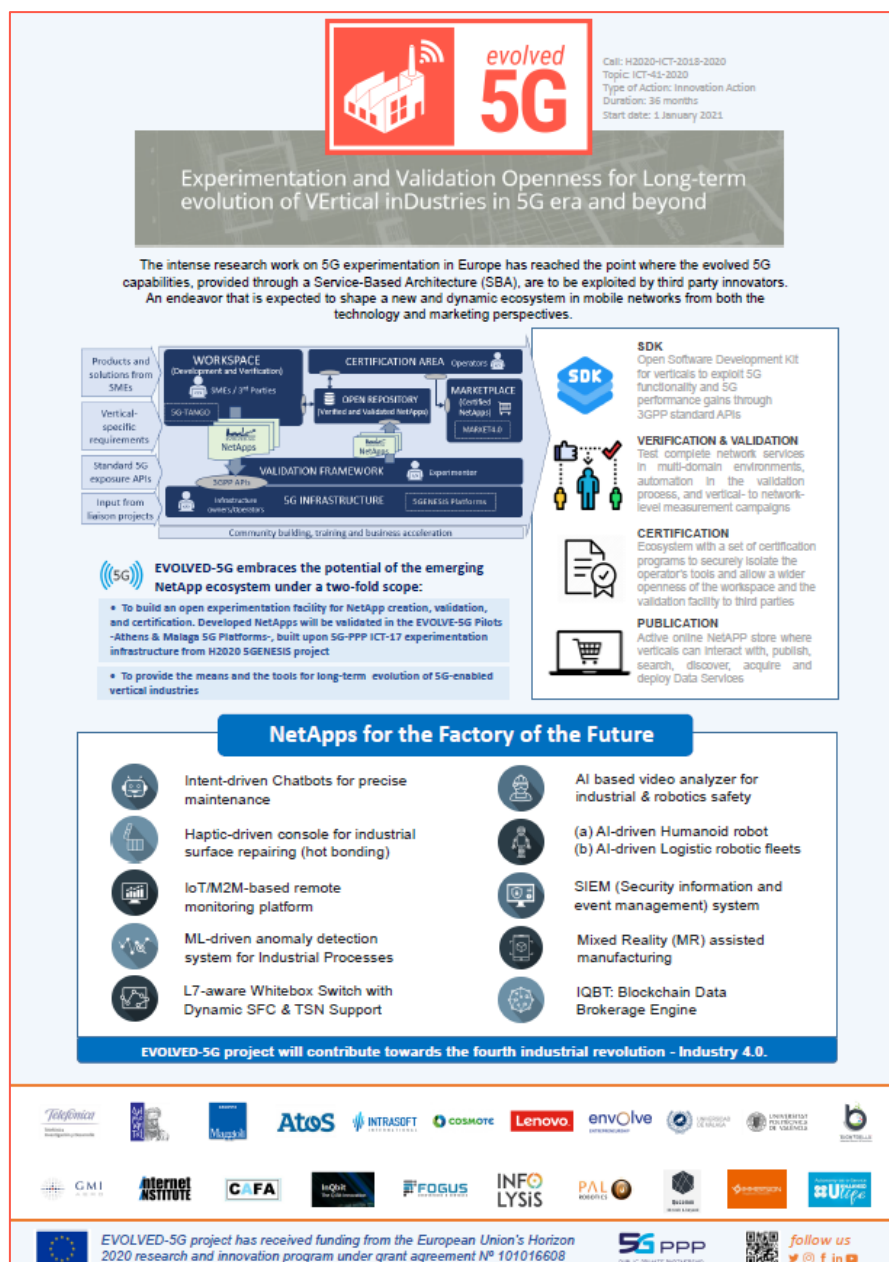 evolved
5G
Call: H2020-ICT-2018-2020
Topic: ICT-41-2020
Type of Action: Innovation Action
Duration: 36 months
Start date: 1 January 2021
Experimentation and Validation Openness for Long-term
evolution of VErtical inDustries in 5G era and beyond
The intense research work on 5G experimentation in Europe has reached the point where the evolved 5G
capabilities, provided through a Service-Based Architecture (SBA), are to be exploited by third party innovators.
An endeavor that is expected to shape a new and dynamic ecosystem in mobile networks from both the
technology and marketing perspectives.
Products and
solutions from
SMEs
Vertical-
specific
requirements
Standard 5G
exposure APIs
Input from
liaison projects
WORKSPACE
(Development and Verification)
SMEs / 3rd Parties
5G-TANGO
NetApps
CERTIFICATION AREA Operators
OPEN REPOSITORY
(Verified and Validated NetApps)
NetApps
MARKETPLACE
(Certified
NetApps)
MARKET4.0
VALIDATION FRAMEWORK Experimenter
3GPP APIs
Infrastructure
owners/Operators
5G INFRASTRUCTURE
5GENESIS Platforms
Community building, training and business acceleration
SDK
SDK
Open Software Development Kit
for verticals to exploit 5G
functionality and 5G
performance gains through
3GPP standard APIs
VERIFICATION & VALIDATION
Test complete network services
in multi-domain environments,
automation in the validation
process, and vertical- to network-
level measurement campaigns
CERTIFICATION
Ecosystem with a set of certification
programs to securely isolate the
operator's tools and allow a wider
openness of the workspace and the
validation facility to third parties
PUBLICATION
Active online NetAPP store where
verticals can interact with, publish,
search, discover, acquire and
deploy Data Services
5G
EVOLVED-5G embraces the potential of the emerging
NetApp ecosystem under a two-fold scope:
• To build an open experimentation facility for NetApp creation, validation,
and certification. Developed NetApps will be validated in the EVOLVE-5G Pilots
-Athens & Malaga 5G Platforms-, built upon 5G-PPP ICT-17 experimentation
infrastructure from H2020 5GENESIS project
• To provide the means and the tools for long-term evolution of 5G-enabled
vertical industries
NetApps for the Factory of the Future
Intent-driven Chatbots for precise
maintenance
Haptic-driven console for industrial
surface repairing (hot bonding)
IoT/M2M-based remote
monitoring platform
ML-driven anomaly detection
system for Industrial Processes
L7-aware Whitebox Switch with
Dynamic SFC & TSN Support
AI based video analyzer for
industrial & robotics safety
(a) AI-driven Humanoid robot
(b) AI-driven Logistic robotic fleets
SIEM (Security information and
event management) system
Mixed Reality (MR) assisted
manufacturing
IQBT: Blockchain Data
Brokerage Engine
EVOLVED-5G project will contribute towards the fourth industrial revolution - Industry 4.0.
Telefónica
Maggioli
Atos
INTRASOFT
INTERNATIONAL
COSMOTE
Lenovo
envolve
ENTREPRENEURSHIP
UNIVERSIDAD
DE MÁLAGA
UNIVERSITAT
POLITÈCNICA
DE VALÈNCIA
GMI
Internet
INSTITUTE
CAFA
InQbit
FOGUS
INFO
LYSiS
PAL
ROBOTICS
IMMERSION
EVOLVED-5G project has received funding from the European Union's Horizon
2020 research and innovation program under grant agreement Nº 101016608
5G PPP
follow us